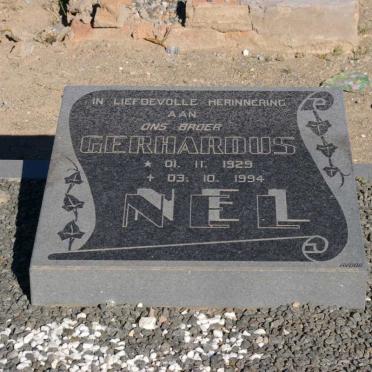 IN LIEFDEVOLLE HERINNERING
AAN
ONS BROER
GERHARDUS
* 01. 11. 1929
+ 03. 10. 1994
NEL